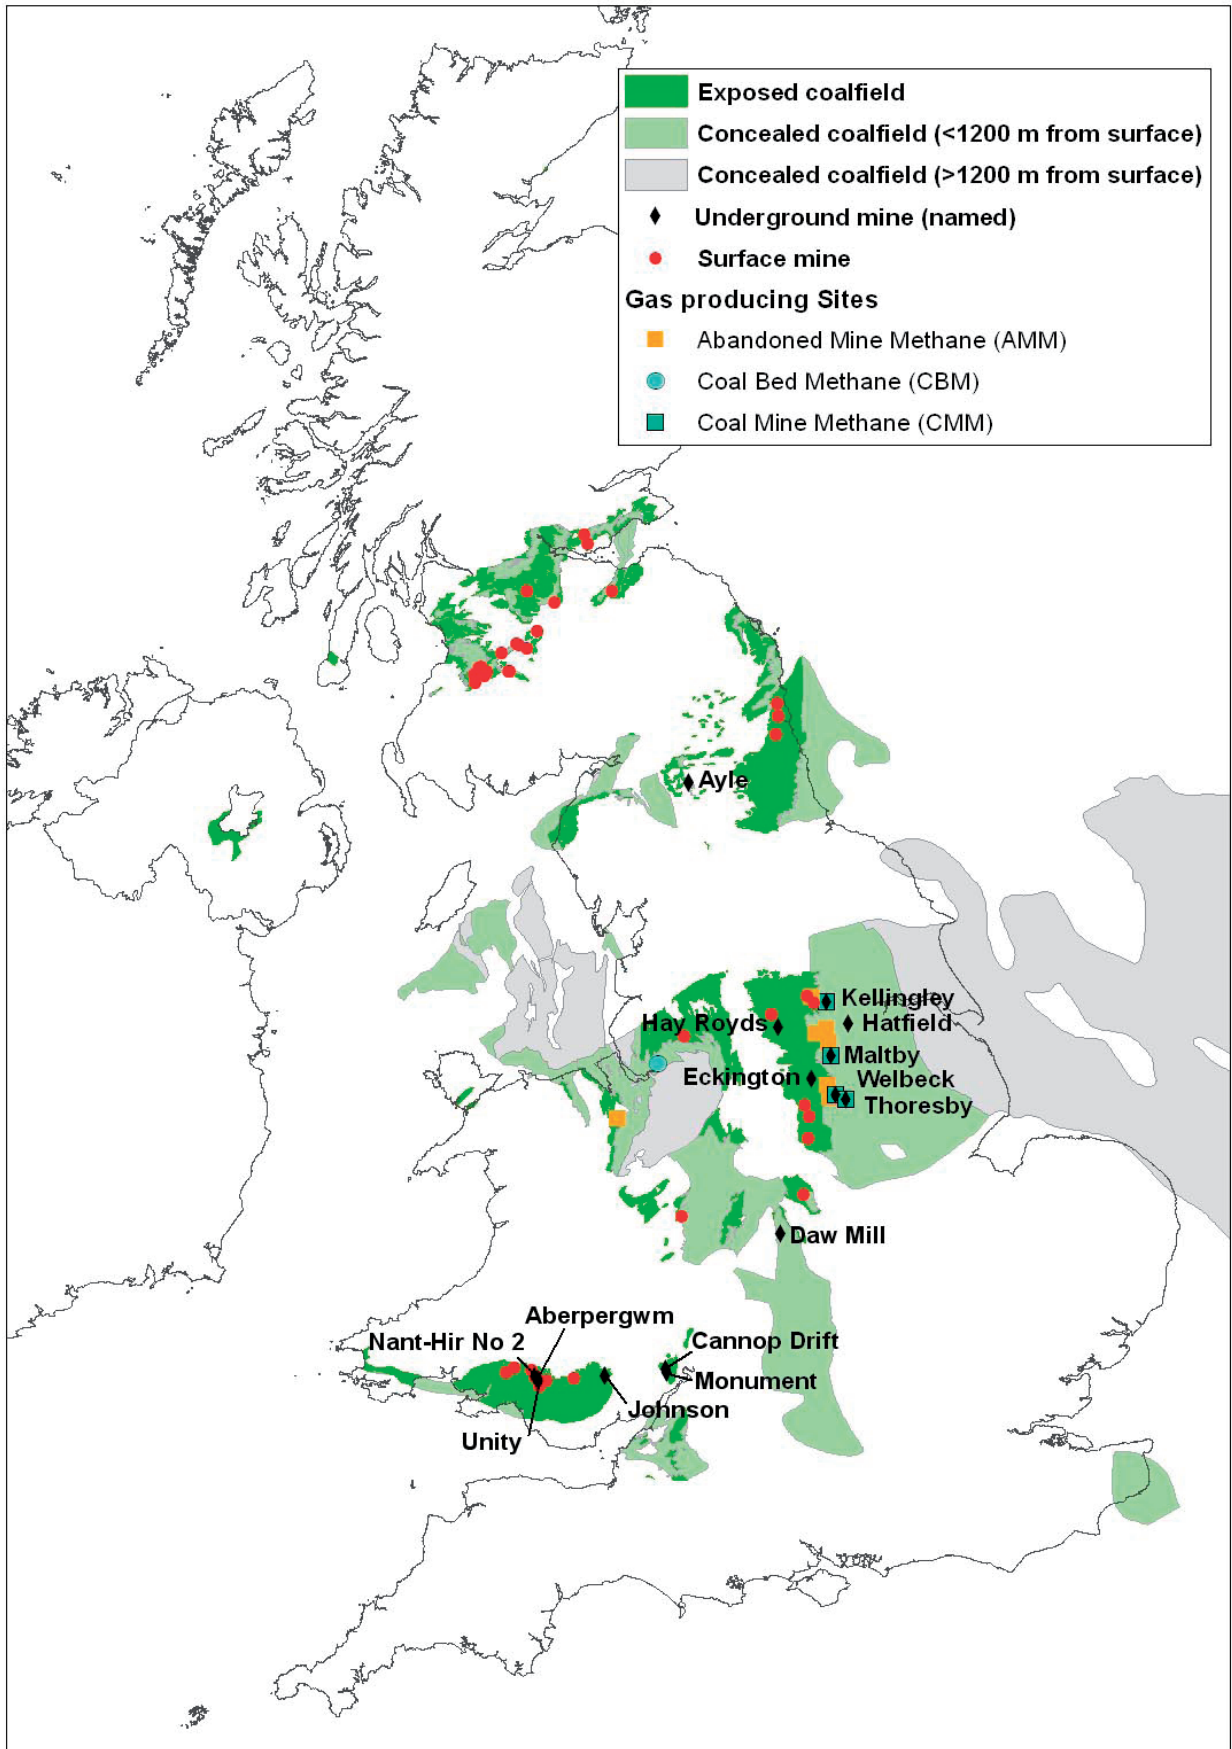 Exposed coalfield
Concealed coalfield (<1200 m from surface)
Concealed coalfield (>1200 m from surface)
Underground mine (named)
Surface mine
Gas producing Sites
Abandoned Mine Methane (AMM)
Coal Bed Methane (CBM)
Coal Mine Methane (CMM)
Ayle
Kellingley
Hay Royds
Hatfield
Maltby
Eckington
Welbeck
Thoresby
Daw Mill
Aberpergwm
Nant-Hir No 2
Cannop Drift
Monument
Johnson
Unity